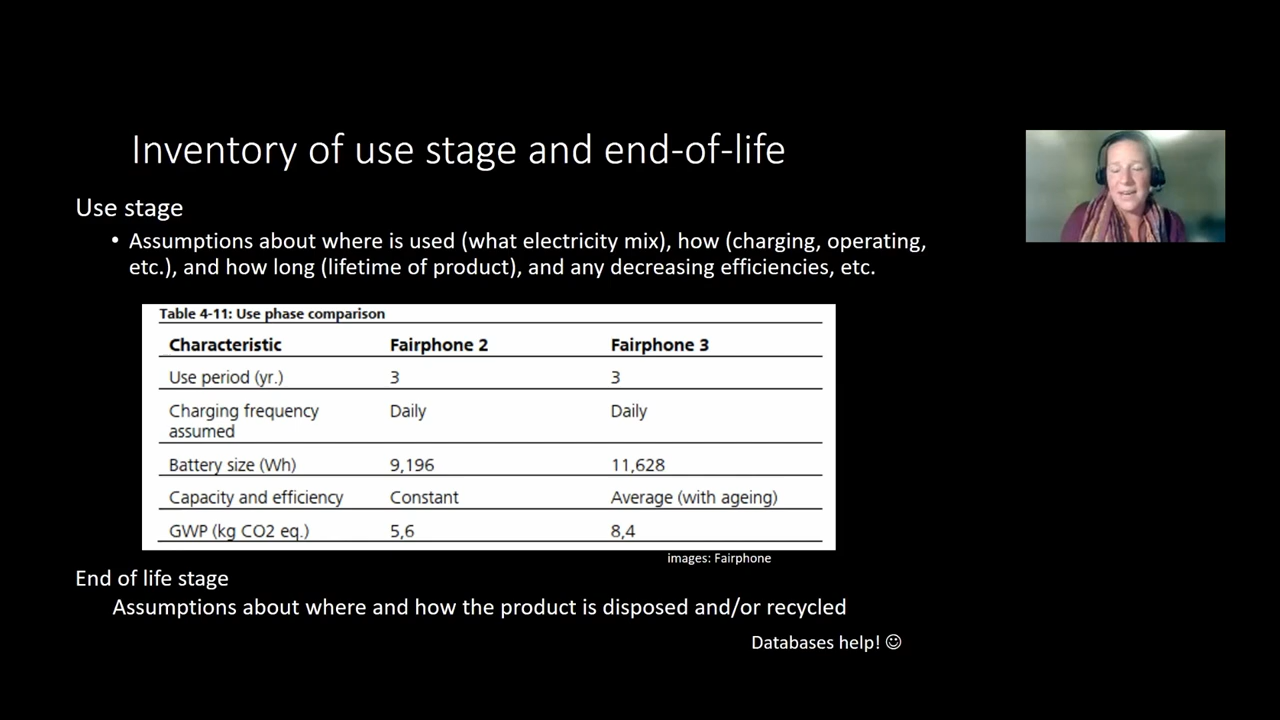 Inventory of use stage and end-of-life
Use stage
• Assumptions about where is used (what electricity mix), how (charging, operating,
etc.), and how long (lifetime of product), and any decreasing efficiencies, etc.
Table 4-11: Use phase comparison
Characteristic Fairphone 2 Fairphone 3
Use period (yr.) 3 3
Charging frequency Daily Daily
assumed
Battery size (Wh) 9,196 11,628
Capacity and efficiency Constant Average (with ageing)
GWP (kg CO2 eq.) 5,6 8,4
images: Fairphone
End of life stage
Assumptions about where and how the product is disposed and/or recycled
Databases help! ☺